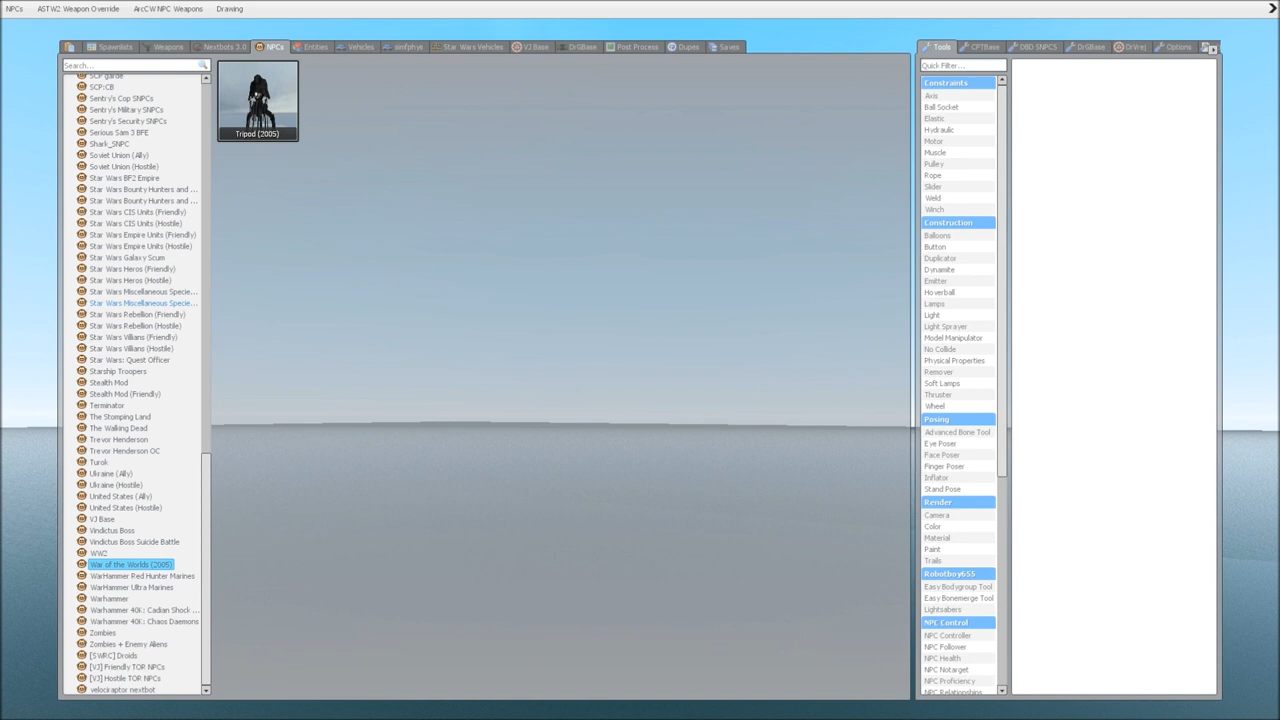 NPCs ASTW2 Weapon Override ArcCW NPC Weapons Drawing
Spawnlists Weapons Nextbots 3.0 NPCs Entities Vehicles simfphys Star Wars Vehicles VJ Base DrGBase Post Process Dupes Saves
Search...
SCP garde
SCP:CB
Sentry's Cop SNPCs
Sentry's Military SNPCs
Sentry's Security SNPCs
Serious Sam 3 BFE
Shark_SNPC
Soviet Union (Ally)
Soviet Union (Hostile)
Star Wars BF2 Empire
Star Wars Bounty Hunters and ...
Star Wars Bounty Hunters and ...
Star Wars CIS Units (Friendly)
Star Wars CIS Units (Hostile)
Star Wars Empire Units (Friendly)
Star Wars Empire Units (Hostile)
Star Wars Galaxy Scum
Star Wars Heros (Friendly)
Star Wars Heros (Hostile)
Star Wars Miscellaneous Specie...
Star Wars Miscellaneous Specie...
Star Wars Rebellion (Friendly)
Star Wars Rebellion (Hostile)
Star Wars Villians (Friendly)
Star Wars Villians (Hostile)
Star Wars: Quest Officer
Starship Troopers
Stealth Mod
Stealth Mod (Friendly)
Terminator
The Stomping Land
The Walking Dead
Trevor Henderson
Trevor Henderson OC
Turok
Ukraine (Ally)
Ukraine (Hostile)
United States (Ally)
United States (Hostile)
VJ Base
Vindictus Boss
Vindictus Boss Suicide Battle
WW2
War of the Worlds (2005)
WarHammer Red Hunter Marines
WarHammer Ultra Marines
Warhammer
Warhammer 40K: Cadian Shock ...
Warhammer 40K: Chaos Daemons
Zombies
Zombies + Enemy Aliens
[SWRC] Droids
[VJ] Friendly TOR NPCs
[VJ] Hostile TOR NPCs
velociraptor nextbot
Tripod (2005)
Tools CPTBase DBD SNPCS DrGBase DrVrej Options
Quick Filter...
Constraints
Axis
Ball Socket
Elastic
Hydraulic
Motor
Muscle
Pulley
Rope
Slider
Weld
Winch
Construction
Balloons
Button
Duplicator
Dynamite
Emitter
Hoverball
Lamps
Light
Light Sprayer
Model Manipulator
No Collide
Physical Properties
Remover
Soft Lamps
Thruster
Wheel
Posing
Advanced Bone Tool
Eye Poser
Face Poser
Finger Poser
Inflator
Stand Pose
Render
Camera
Color
Material
Paint
Trails
Robotboy655
Easy Bodygroup Tool
Easy Bonemerge Tool
Lightsabers
NPC Control
NPC Controller
NPC Follower
NPC Health
NPC Notarget
NPC Proficiency
NPC Relationships